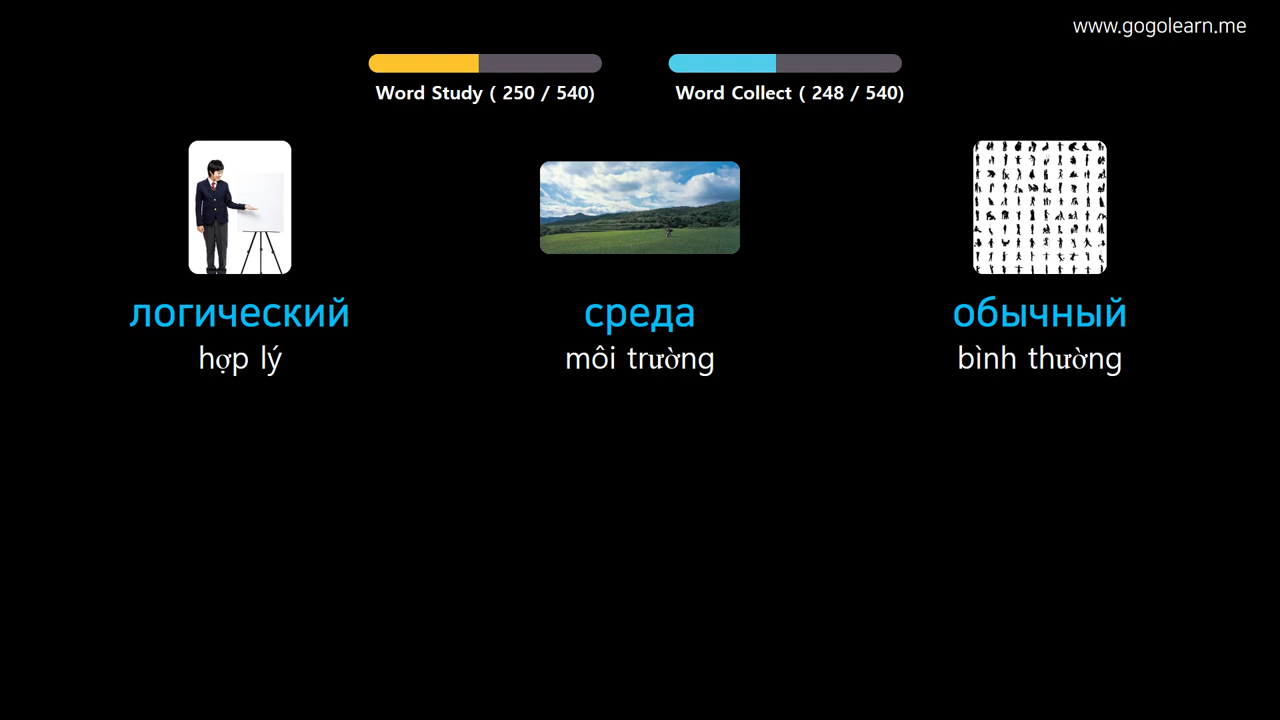 www.gogolearn.me
Word Study ( 250 / 540)
Word Collect ( 248 / 540)
логический
среда
обычный
hợp lý
môi trường
bình thường